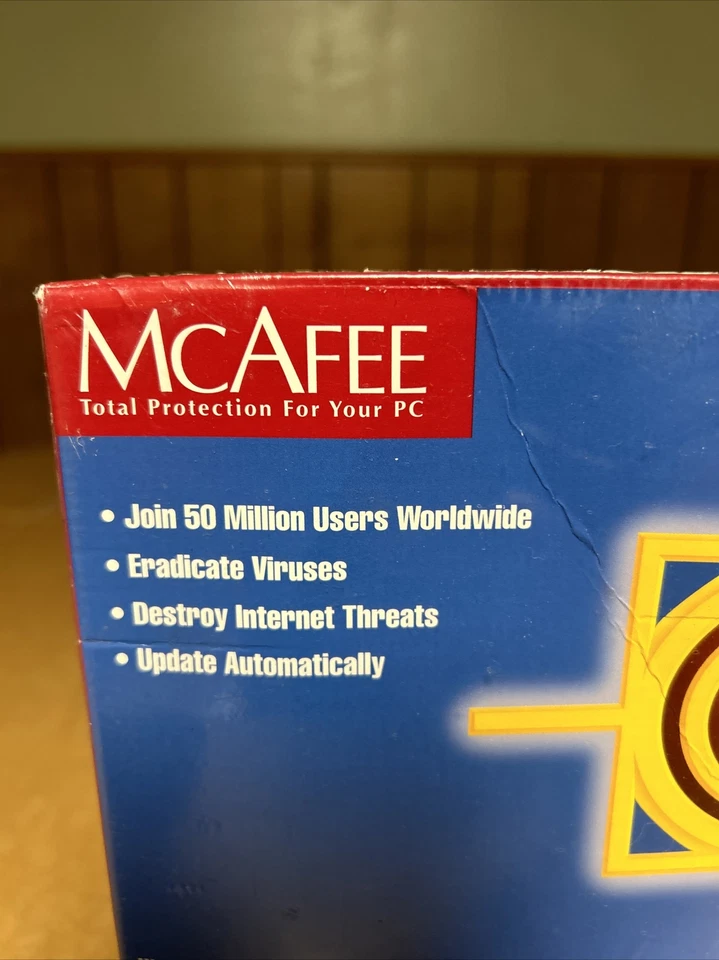 McAfee
Total Protection For Your PC
• Join 50 Million Users Worldwide
• Eradicate Viruses
• Destroy Internet Threats
• Update Automatically